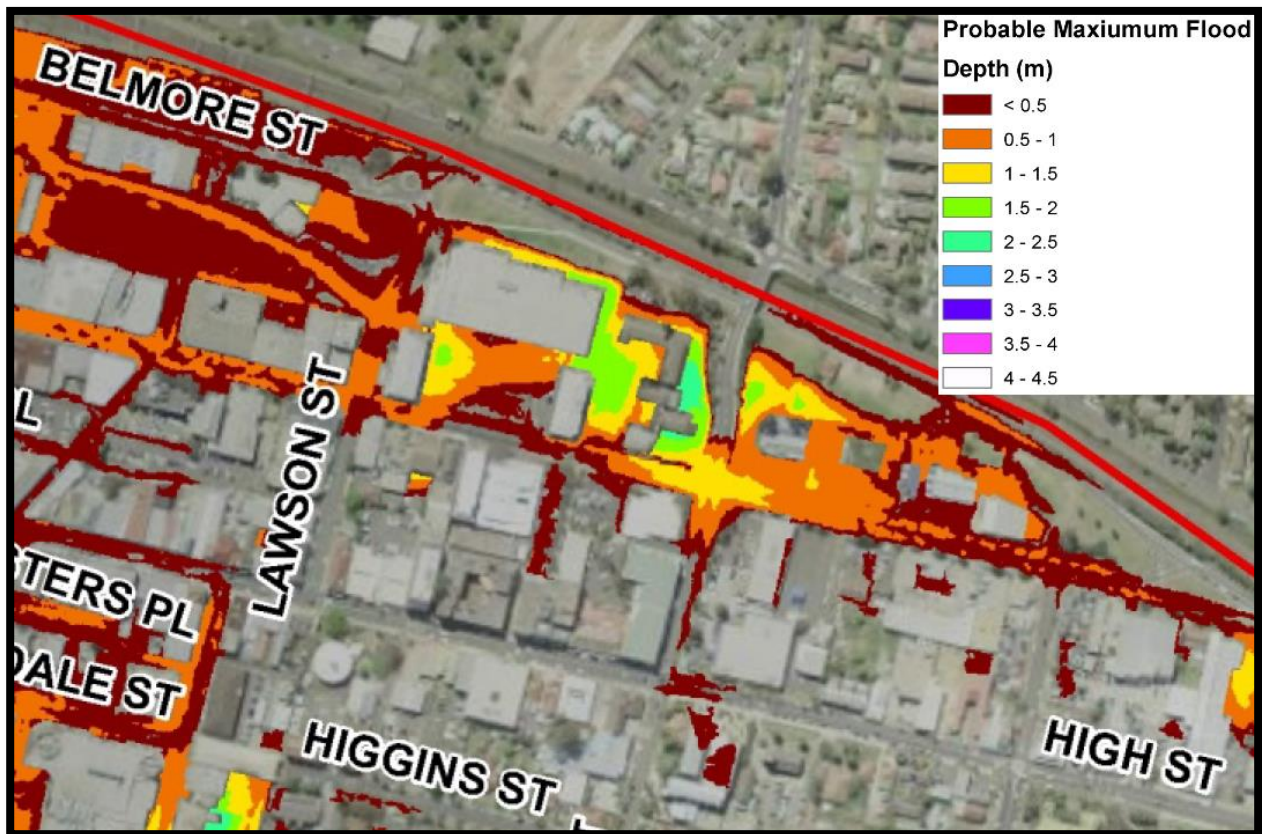 Probable Maxiumum Flood
Depth (m)
< 0.5
0.5 - 1
1 - 1.5
1.5 - 2
2 - 2.5
2.5 - 3
3 - 3.5
3.5 - 4
4 - 4.5
BELMORE ST
L
LAWSON ST
STERS PL
DALE ST
HIGGINS ST
HIGH ST